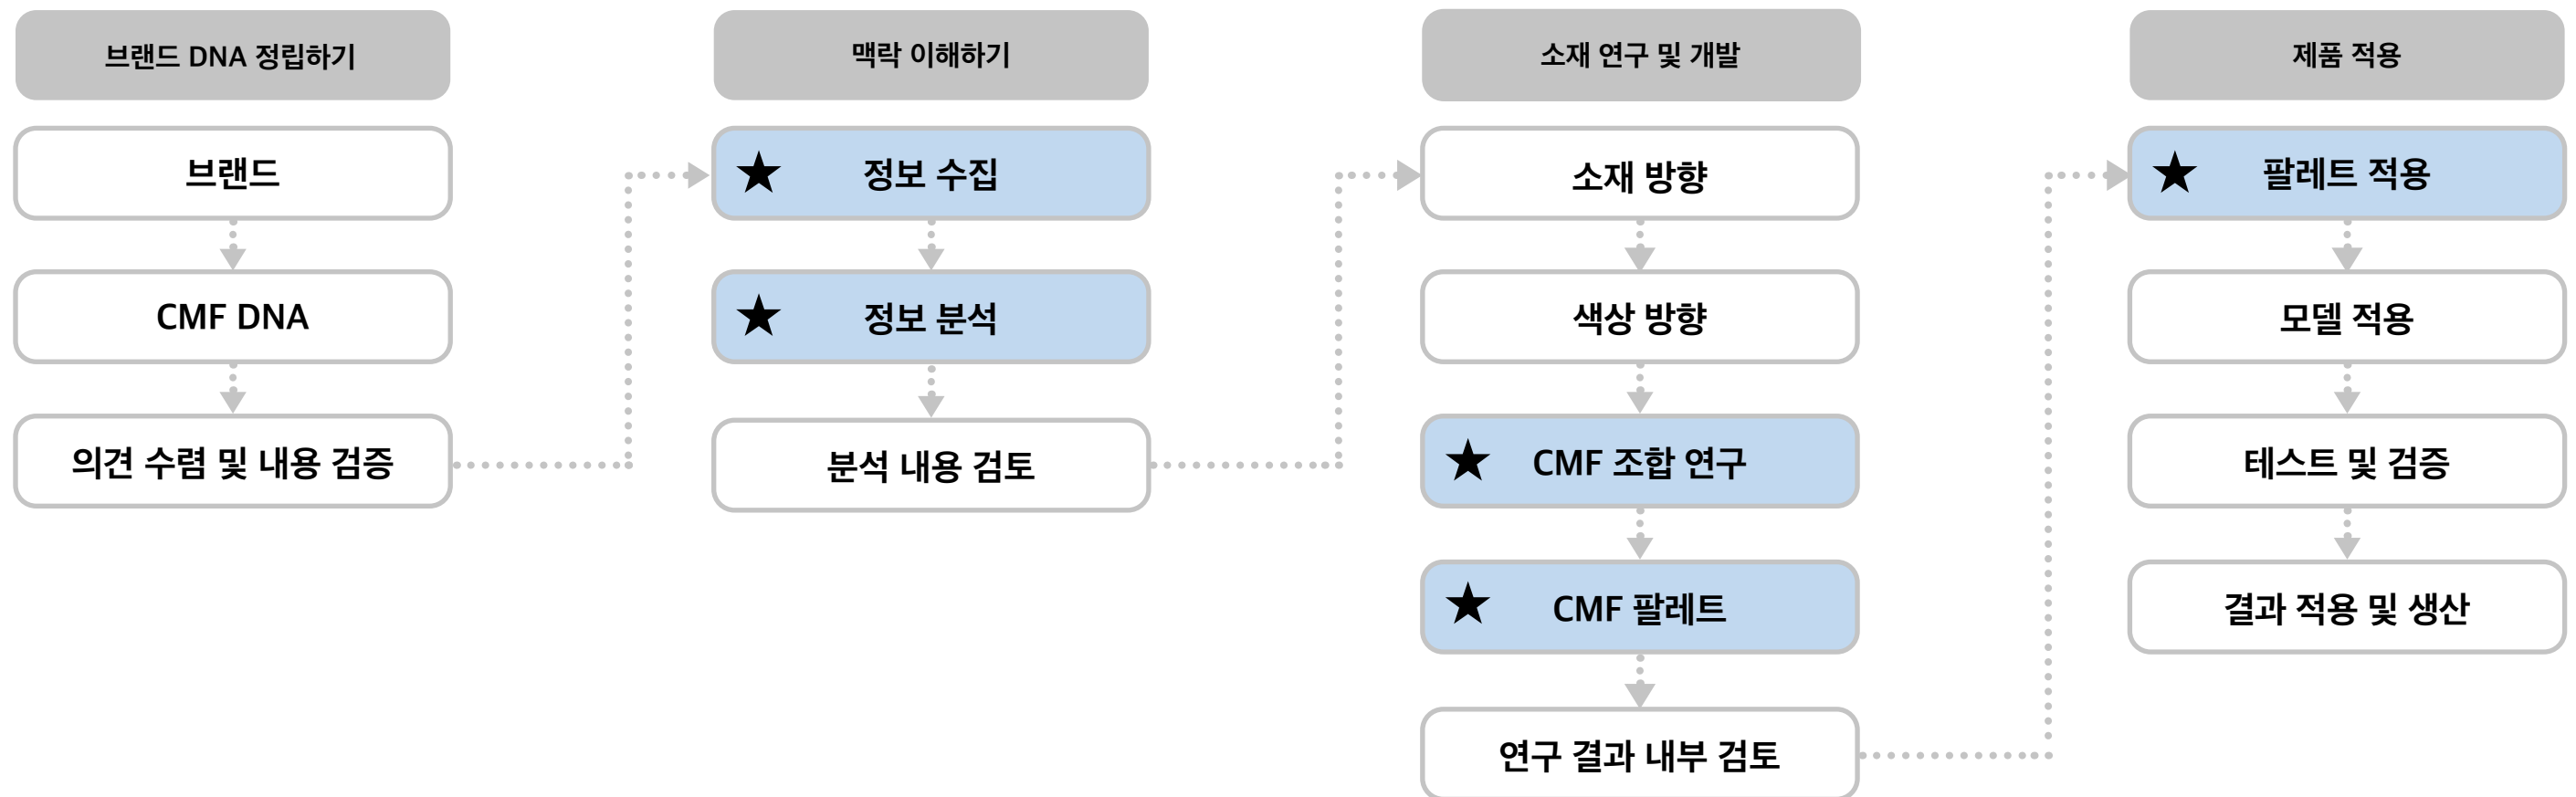 브랜드 DNA 정립하기
브랜드
CMF DNA
의견 수렴 및 내용 검증
맥락 이해하기
★ 정보 수집
★ 정보 분석
분석 내용 검토
소재 연구 및 개발
소재 방향
색상 방향
★ CMF 조합 연구
★ CMF 팔레트
연구 결과 내부 검토
제품 적용
★ 팔레트 적용
모델 적용
테스트 및 검증
결과 적용 및 생산